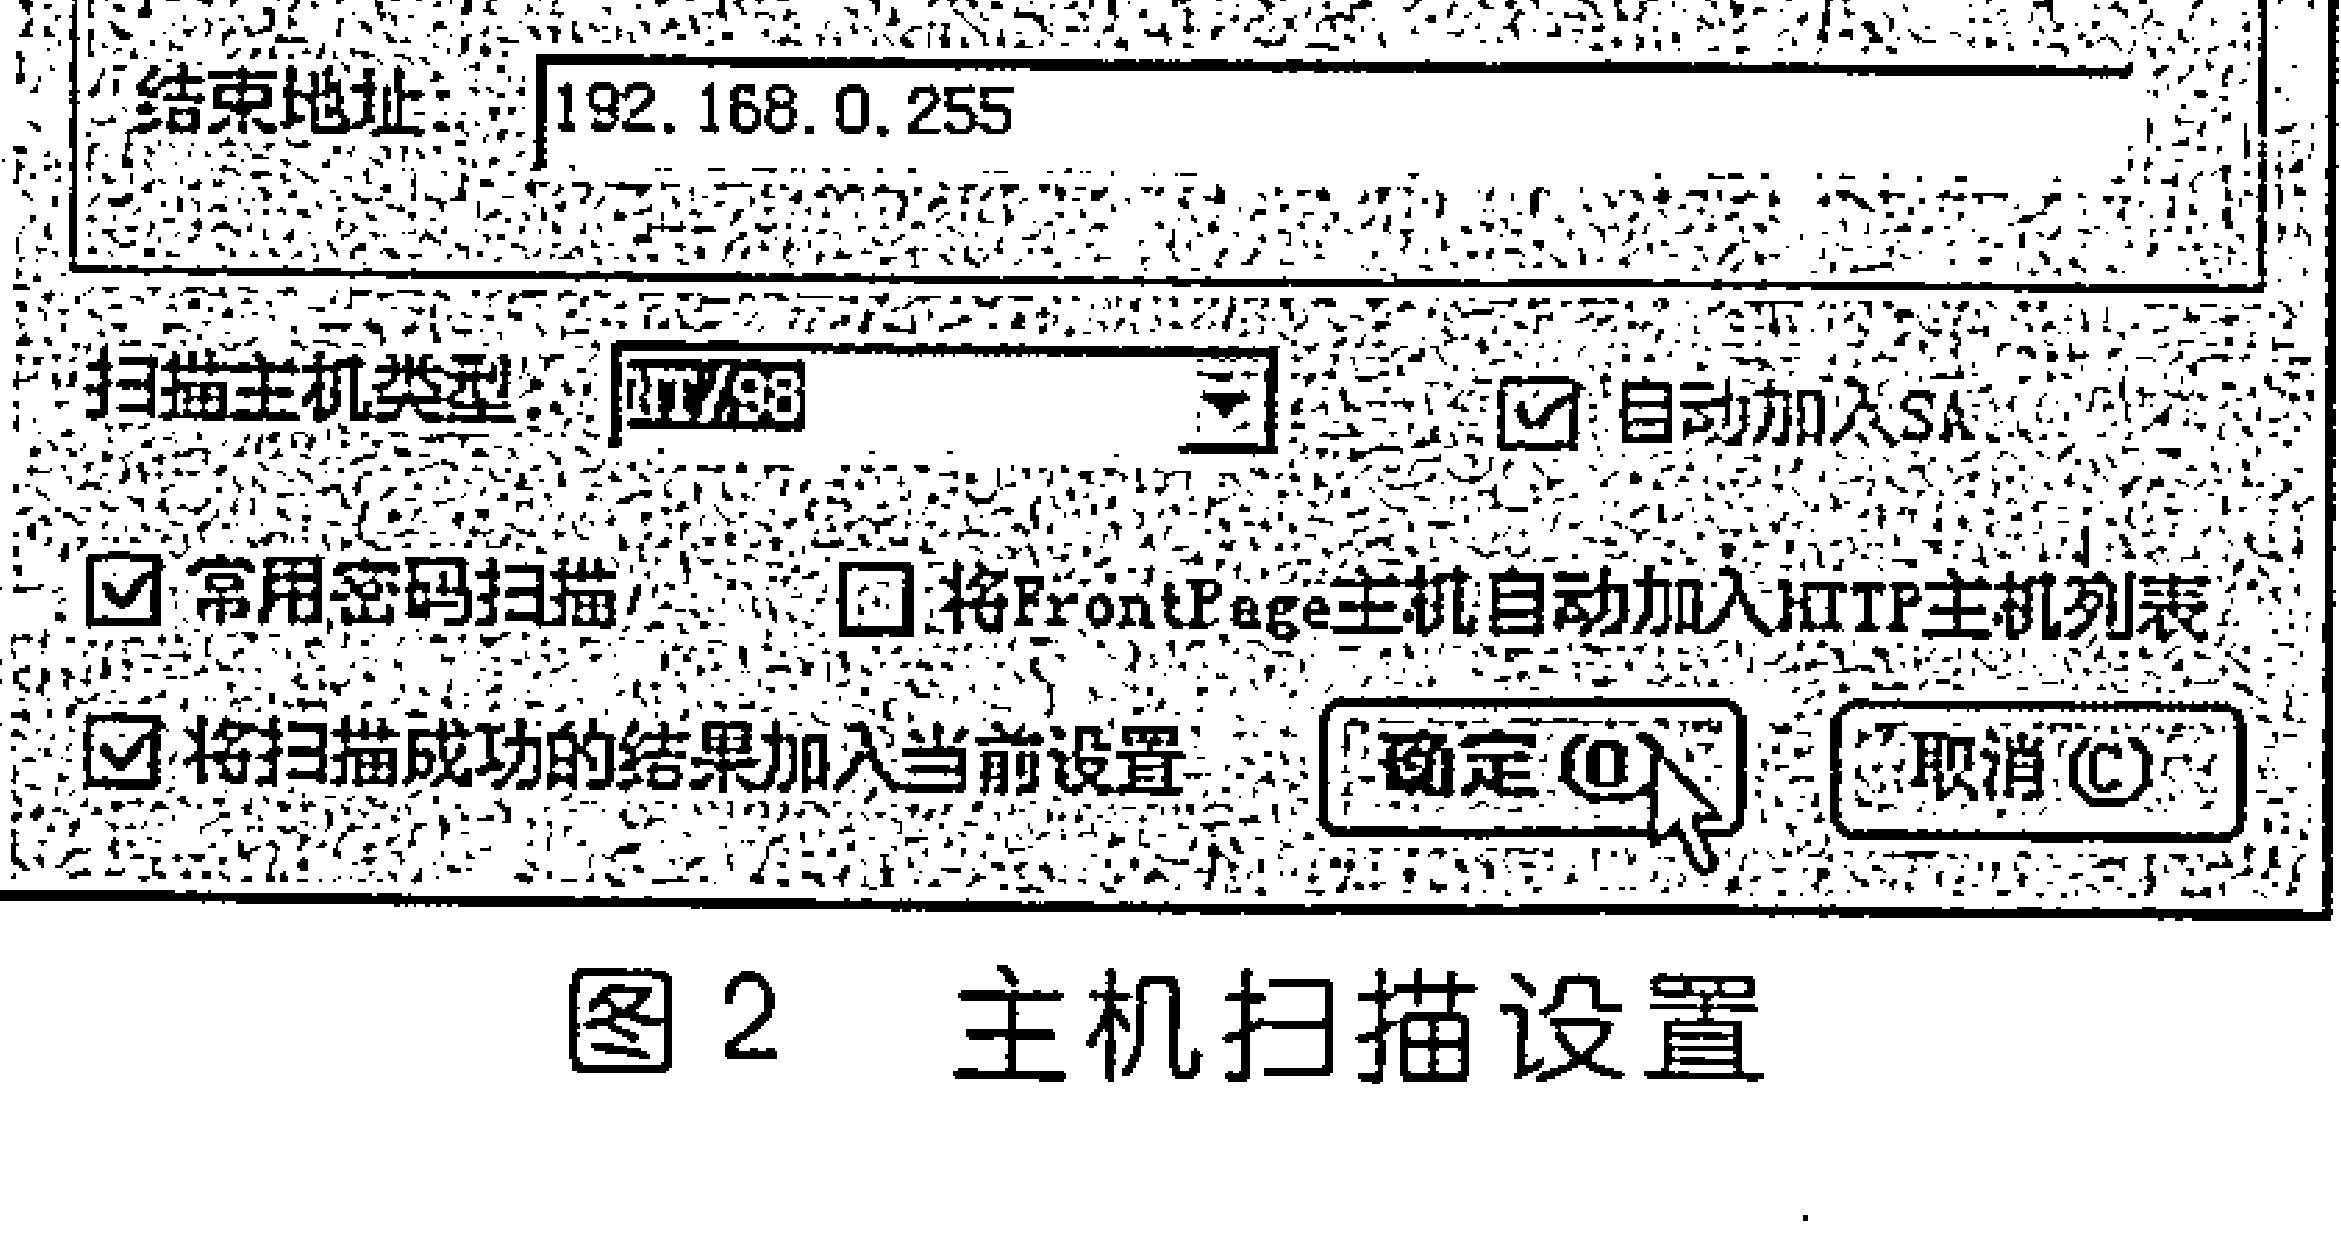 结束地址: 192.168.0.255
扫描主机类型: NT/98 自动加入SA
常用密码扫描 将FrontPage主机自动加入HTTP主机列表
将扫描成功的结果加入当前设置 确定(O) 取消(C)
图2 主机扫描设置